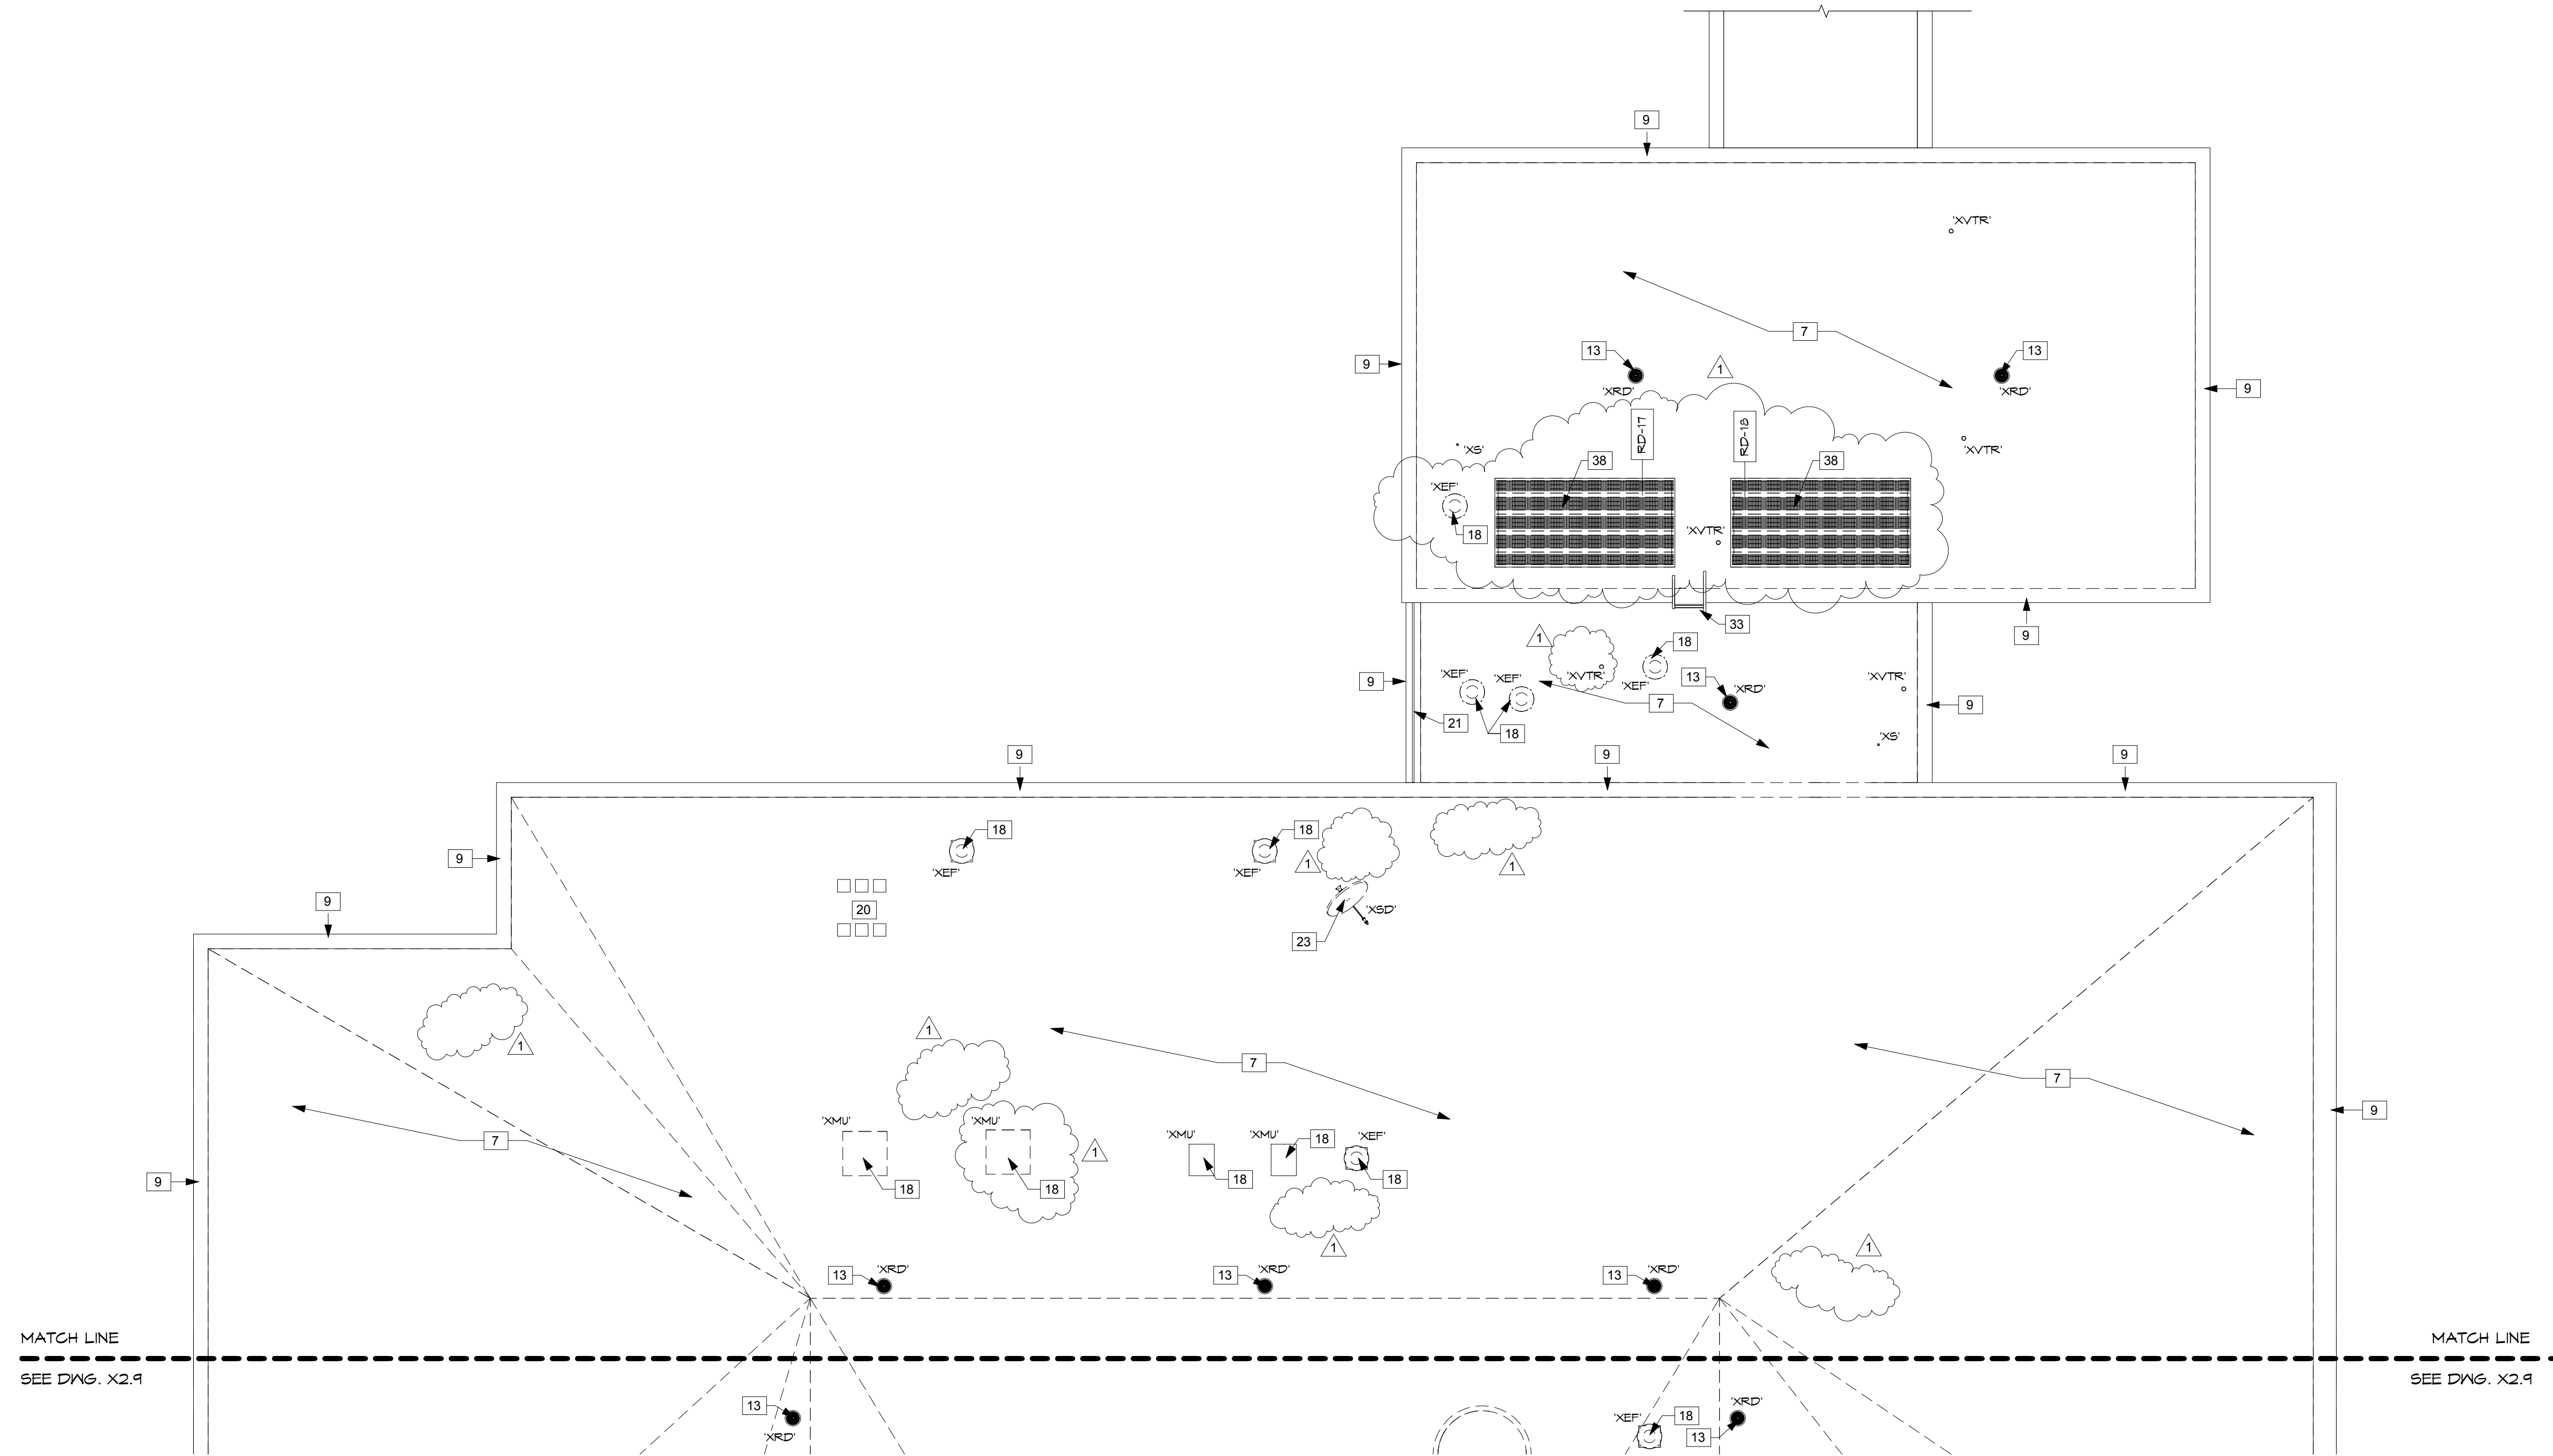 9
'XVTR'
7
13
'XRD'
13
'XRD'
1
9
9
RD-17
RD-18
'XS'
'XVTR'
38
38
'XEF'
18
'XVTR'
33
9
1
18
'XEF'
'XEF'
'XVTR'
'XEF'
13
'XRD'
'XVTR'
9
7
9
21
18
'XS'
9
9
9
18
'XEF'
18
'XEF'
1
1
9
20
'XSD'
23
9
1
1
7
7
7
9
'XMU'
'XMU'
18
18
1
'XMU'
'XMU'
18
18
'XEF'
18
1
9
1
13
'XRD'
13
'XRD'
13
'XRD'
MATCH LINE
MATCH LINE
SEE DWG. X2.9
SEE DWG. X2.9
13
'XRD'
'XEF'
18
13
'XRD'